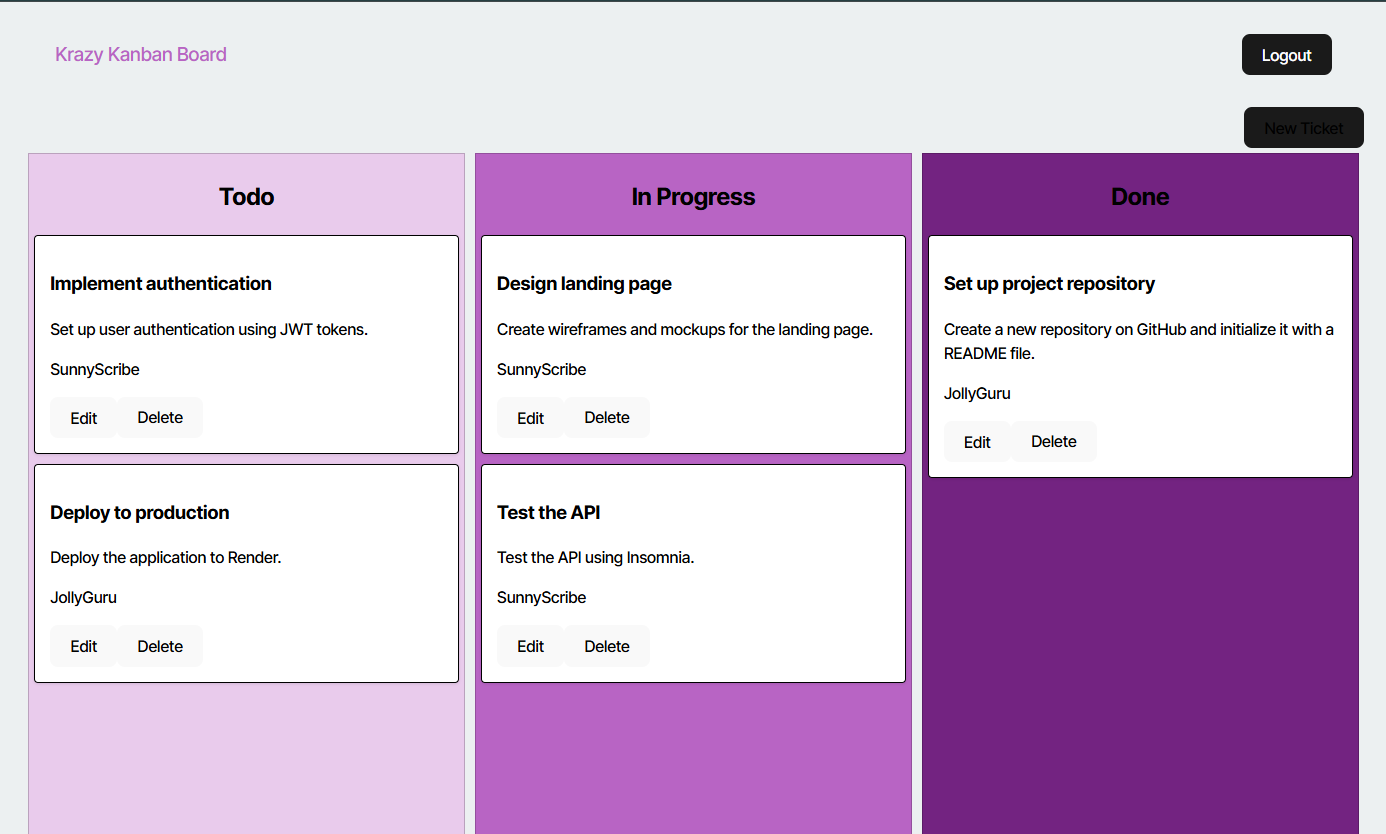 Krazy Kanban Board
Logout
New Ticket
Todo
Implement authentication
Set up user authentication using JWT tokens.
SunnyScribe
Edit Delete
Deploy to production
Deploy the application to Render.
JollyGuru
Edit Delete
In Progress
Design landing page
Create wireframes and mockups for the landing page.
SunnyScribe
Edit Delete
Test the API
Test the API using Insomnia.
SunnyScribe
Edit Delete
Done
Set up project repository
Create a new repository on GitHub and initialize it with a
README file.
JollyGuru
Edit Delete